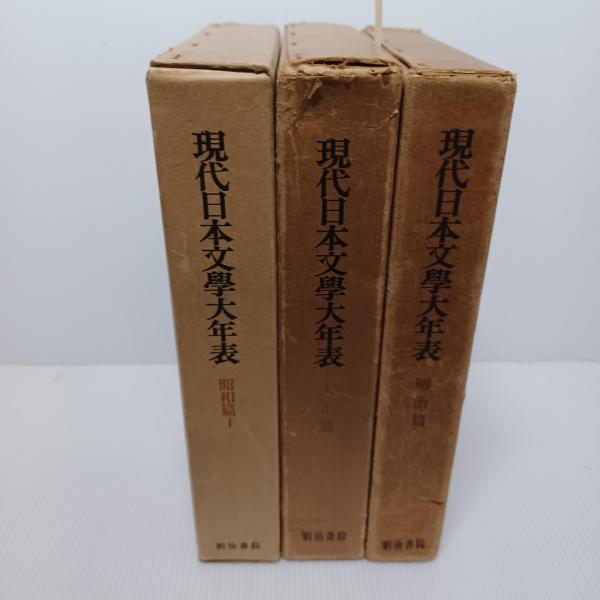 現代日本文學大年表
昭和篇 I
明治書院
現代日本文學大年表
大正篇
明治書院
現代日本文學大年表
明治篇
明治書院